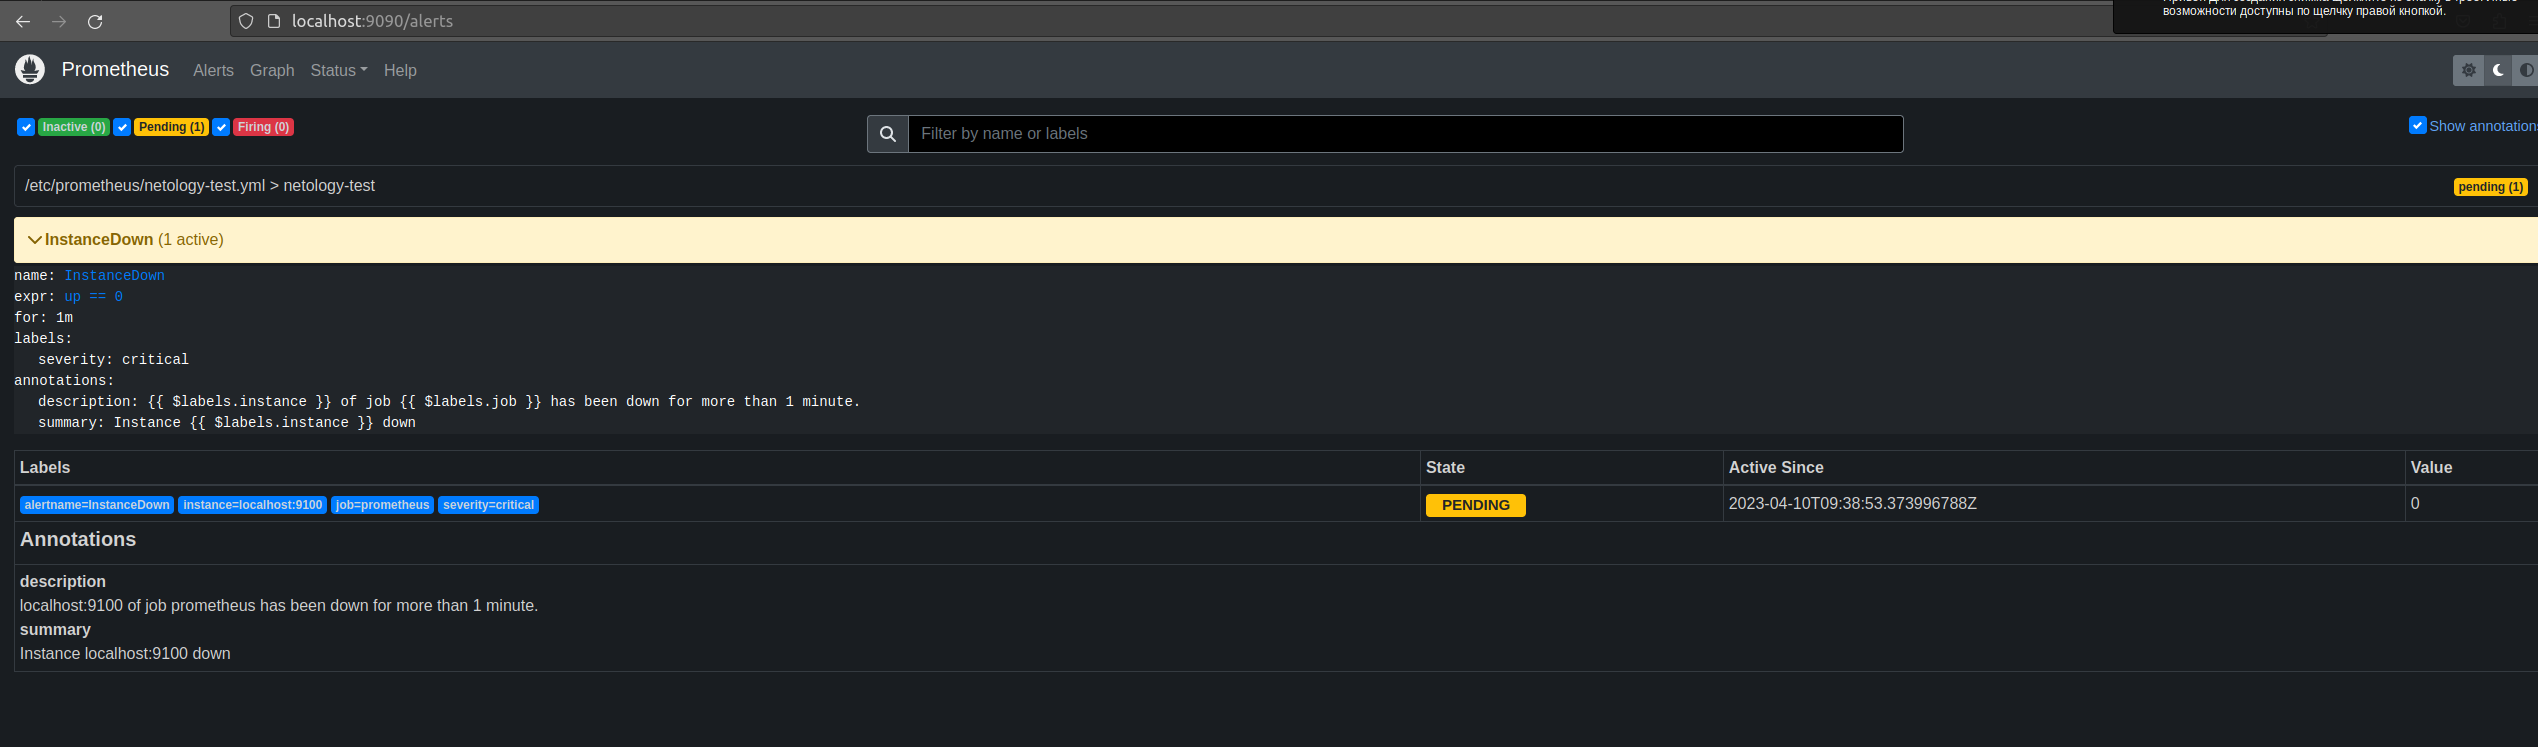 localhost:9090/alerts
возможности доступны по щелчку правой кнопкой.
Prometheus Alerts Graph Status Help
Inactive (0) Pending (1) Firing (0)
Filter by name or labels
Show annotations
/etc/prometheus/netology-test.yml > netology-test
pending (1)
InstanceDown (1 active)
name: InstanceDown
expr: up == 0
for: 1m
labels:
severity: critical
annotations:
description: {{ $labels.instance }} of job {{ $labels.job }} has been down for more than 1 minute.
summary: Instance {{ $labels.instance }} down
Labels State Active Since Value
alertname=InstanceDown instance=localhost:9100 job=prometheus severity=critical PENDING 2023-04-10T09:38:53.373996788Z 0
Annotations
description
localhost:9100 of job prometheus has been down for more than 1 minute.
summary
Instance localhost:9100 down